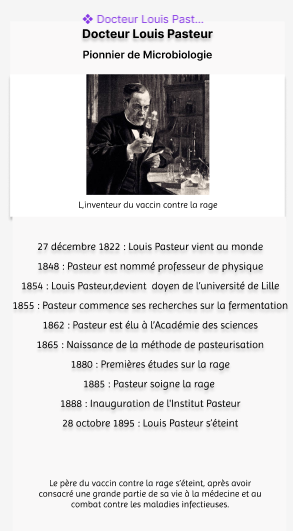 ❖ Docteur Louis Past...
Docteur Louis Pasteur
Pionnier de Microbiologie
L,inventeur du vaccin contre la rage
27 décembre 1822 : Louis Pasteur vient au monde
1848 : Pasteur est nommé professeur de physique
1854 : Louis Pasteur,devient doyen de l'université de Lille
1855 : Pasteur commence ses recherches sur la fermentation
1862 : Pasteur est élu à l'Académie des sciences
1865 : Naissance de la méthode de pasteurisation
1880 : Premières études sur la rage
1885 : Pasteur soigne la rage
1888 : Inauguration de l'Institut Pasteur
28 octobre 1895 : Louis Pasteur s'éteint
Le père du vaccin contre la rage s'éteint, après avoir
consacré une grande partie de sa vie à la médecine et au
combat contre les maladies infectieuses.